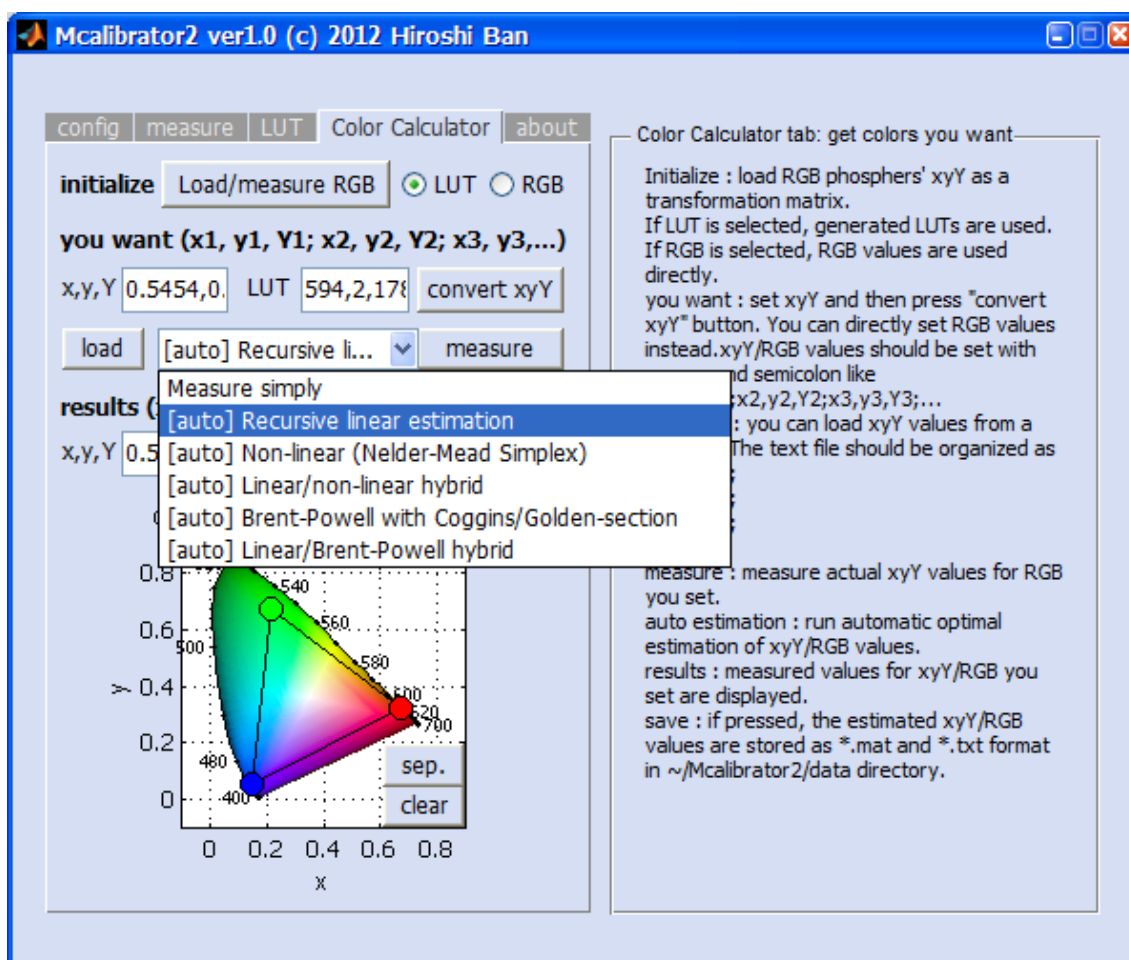 Mcalibrator2 ver1.0 (c) 2012 Hiroshi Ban
config measure LUT Color Calculator about
initialize Load/measure RGB LUT RGB
you want (x1, y1, Y1; x2, y2, Y2; x3, y3,...)
x,y,Y 0.5454,0. LUT 594,2,178 convert xyY
load [auto] Recursive li... measure
Measure simply
[auto] Recursive linear estimation
[auto] Non-linear (Nelder-Mead Simplex)
[auto] Linear/non-linear hybrid
[auto] Brent-Powell with Coggins/Golden-section
[auto] Linear/Brent-Powell hybrid
results (
x,y,Y 0.5
0.8
0.6
0.4
0.2
0
y
540
560
580
600
620
700
500
480
400
sep.
clear
0 0.2 0.4 0.6 0.8
x
Color Calculator tab: get colors you want
Initialize : load RGB phosphers' xyY as a
transformation matrix.
If LUT is selected, generated LUTs are used.
If RGB is selected, RGB values are used
directly.
you want : set xyY and then press "convert
xyY" button. You can directly set RGB values
instead.xyY/RGB values should be set with
nd semicolon like
;x2,y2,Y2;x3,y3,Y3;...
: you can load xyY values from a
The text file should be organized as
;
;
;
measure : measure actual xyY values for RGB
you set.
auto estimation : run automatic optimal
estimation of xyY/RGB values.
results : measured values for xyY/RGB you
set are displayed.
save : if pressed, the estimated xyY/RGB
values are stored as *.mat and *.txt format
in ~/Mcalibrator2/data directory.